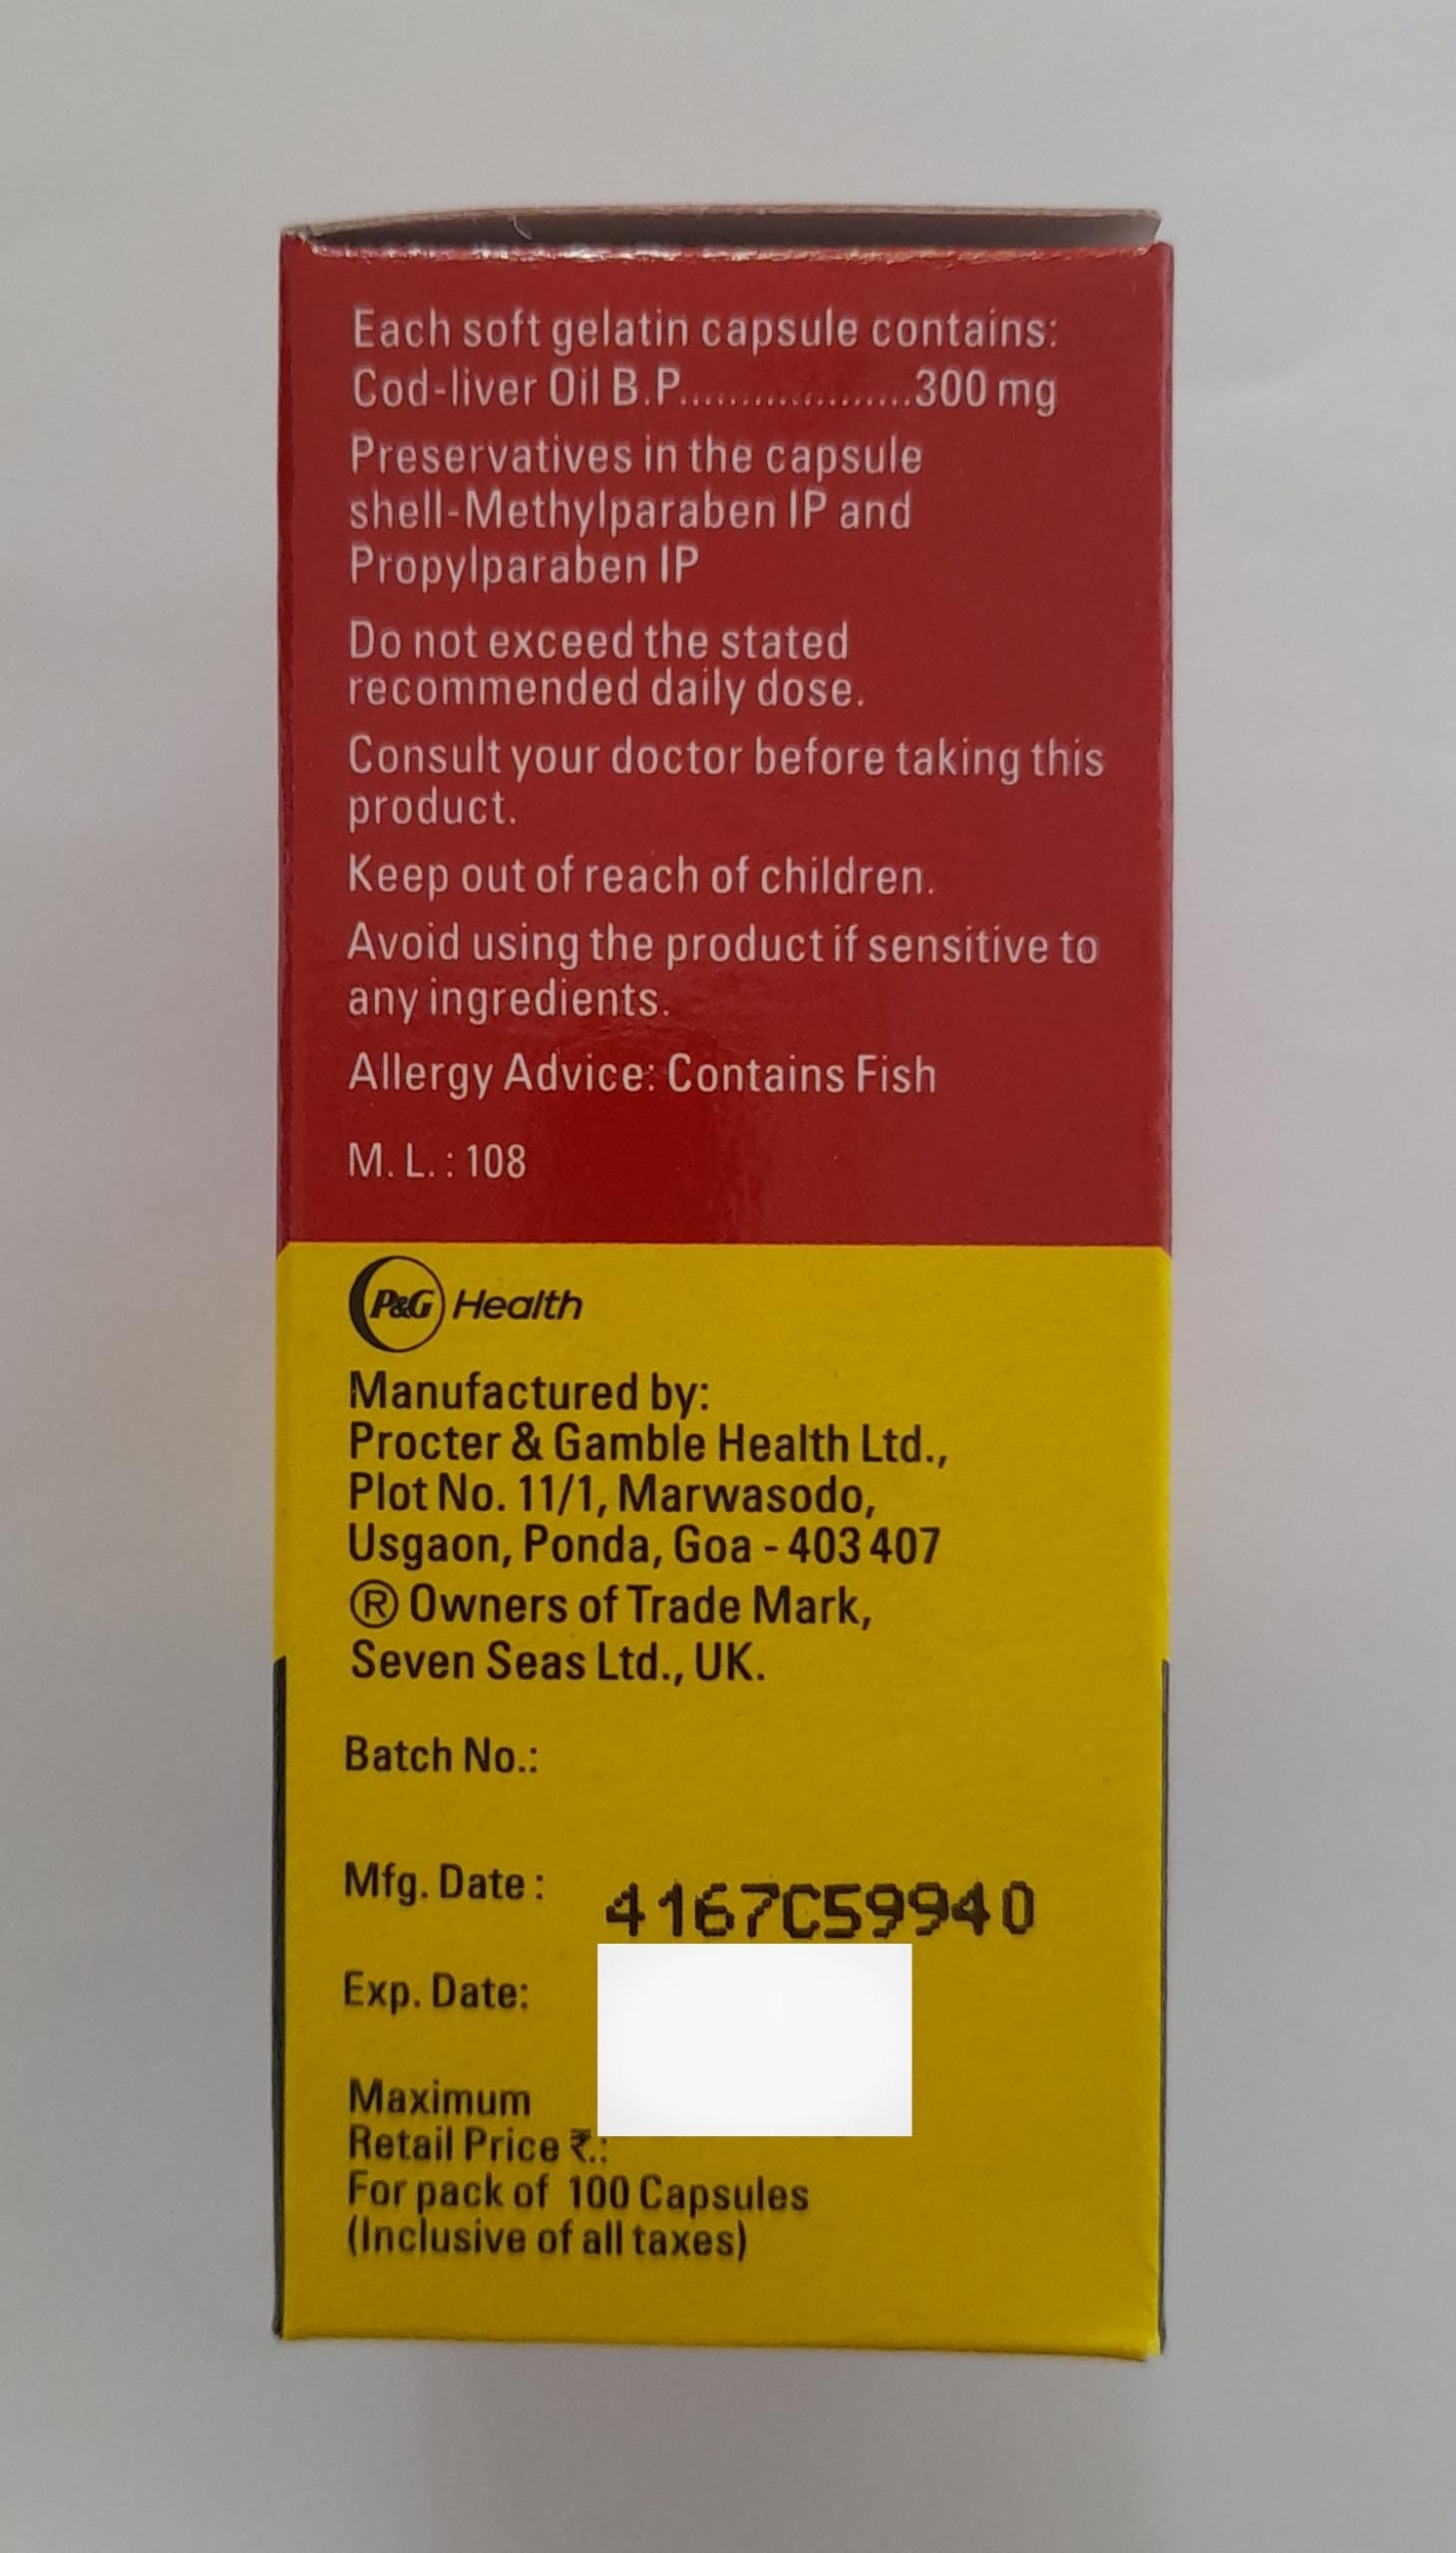 Each soft gelatin capsule contains:
Cod-liver Oil B.P...................300 mg
Preservatives in the capsule
shell-Methylparaben IP and
Propylparaben IP
Do not exceed the stated
recommended daily dose.
Consult your doctor before taking this
product.
Keep out of reach of children.
Avoid using the product if sensitive to
any ingredients.
Allergy Advice: Contains Fish
M. L. : 108
P&G Health
Manufactured by:
Procter & Gamble Health Ltd.,
Plot No. 11/1, Marwasodo,
Usgaon, Ponda, Goa - 403 407
® Owners of Trade Mark,
Seven Seas Ltd., UK.
Batch No.:
Mfg. Date : 4167C59940
Exp. Date:
Maximum
Retail Price ₹.:
For pack of 100 Capsules
(Inclusive of all taxes)